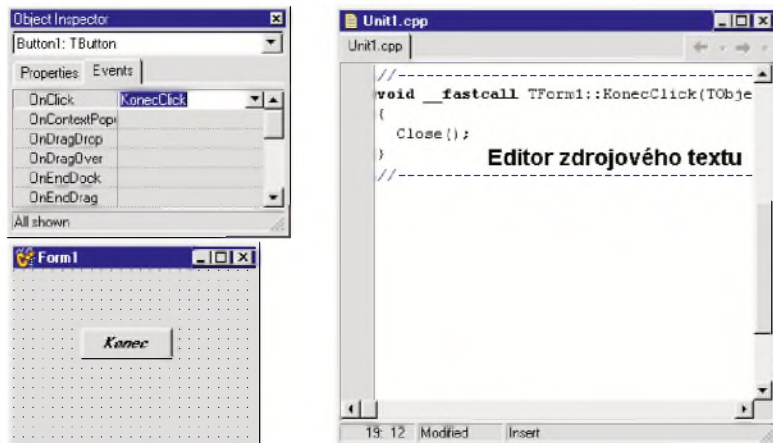 Object Inspector
Button1: TButton
Properties Events
OnClick KonecClick
OnContextPop
OnDragDrop
OnDragOver
OnEndDock
OnEndDrag
All shown
Form1
Konec
Unit1.cpp
Unit1.cpp
//------------------------------------------
void __fastcall TForm1::KonecClick(TObje
{
Close();
}
Editor zdrojového textu
//------------------------------------------
19: 12 Modified Insert